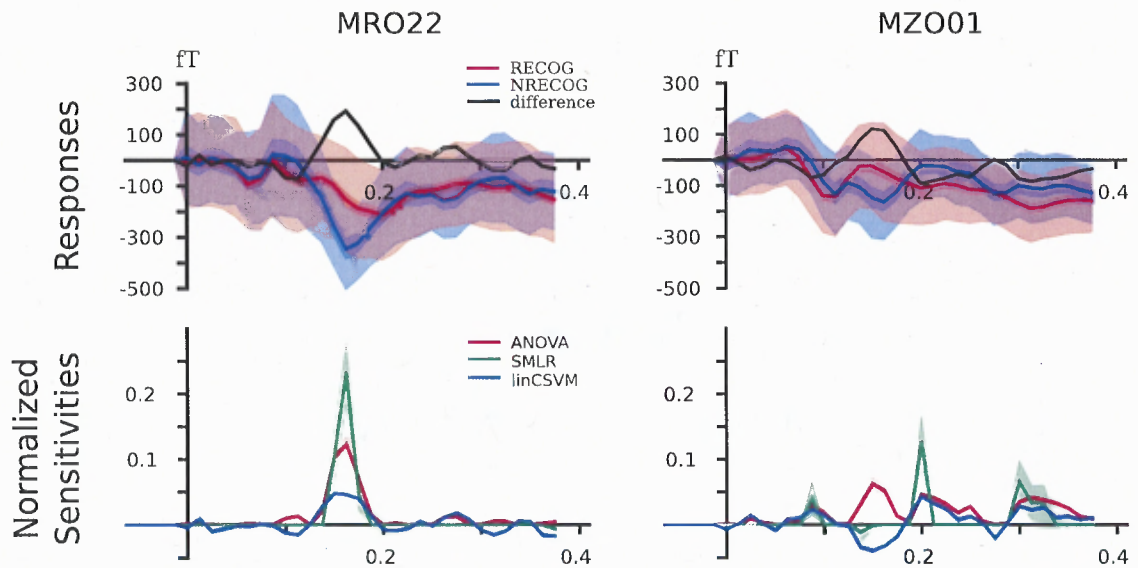 MRO22
MZO01
fT
fT
Responses
RECOG
NRECOG
difference
300
100
-100
-300
-500
0.2
0.4
300
100
-100
-300
-500
0.2
0.4
Normalized
Sensitivities
ANOVA
SMLR
linCSVM
0.2
0.1
0.2
0.4
0.2
0.1
0.2
0.4